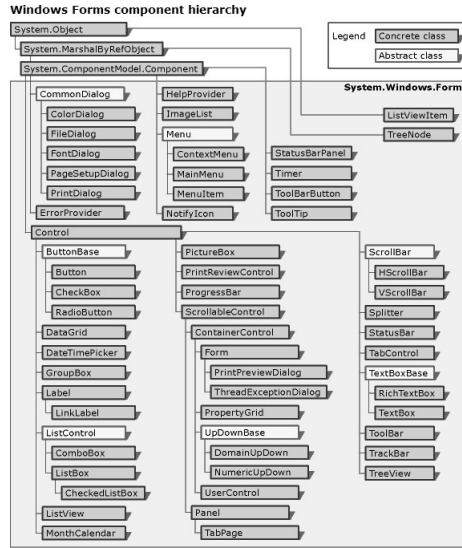 Windows Forms component hierarchy
System.Object
System.MarshalByRefObject
System.ComponentModel.Component
Legend
Concrete class
Abstract class
System.Windows.Form
CommonDialog
ColorDialog
FileDialog
FontDialog
PageSetupDialog
PrintDialog
ErrorProvider
HelpProvider
ImageList
Menu
ContextMenu
MainMenu
MenuItem
NotifyIcon
StatusBarPanel
Timer
ToolBarButton
ToolTip
ListViewItem
TreeNode
Control
ButtonBase
Button
CheckBox
RadioButton
DataGrid
DateTimePicker
GroupBox
Label
LinkLabel
ListControl
ComboBox
ListBox
CheckedListBox
ListView
MonthCalendar
PictureBox
PrintReviewControl
ProgressBar
ScrollableControl
ContainerControl
Form
PrintPreviewDialog
ThreadExceptionDialog
PropertyGrid
UpDownBase
DomainUpDown
NumericUpDown
UserControl
Panel
TabPage
ScrollBar
HScrollBar
VScrollBar
Splitter
StatusBar
TabControl
TextBoxBase
RichTextBox
TextBox
ToolBar
TrackBar
TreeView